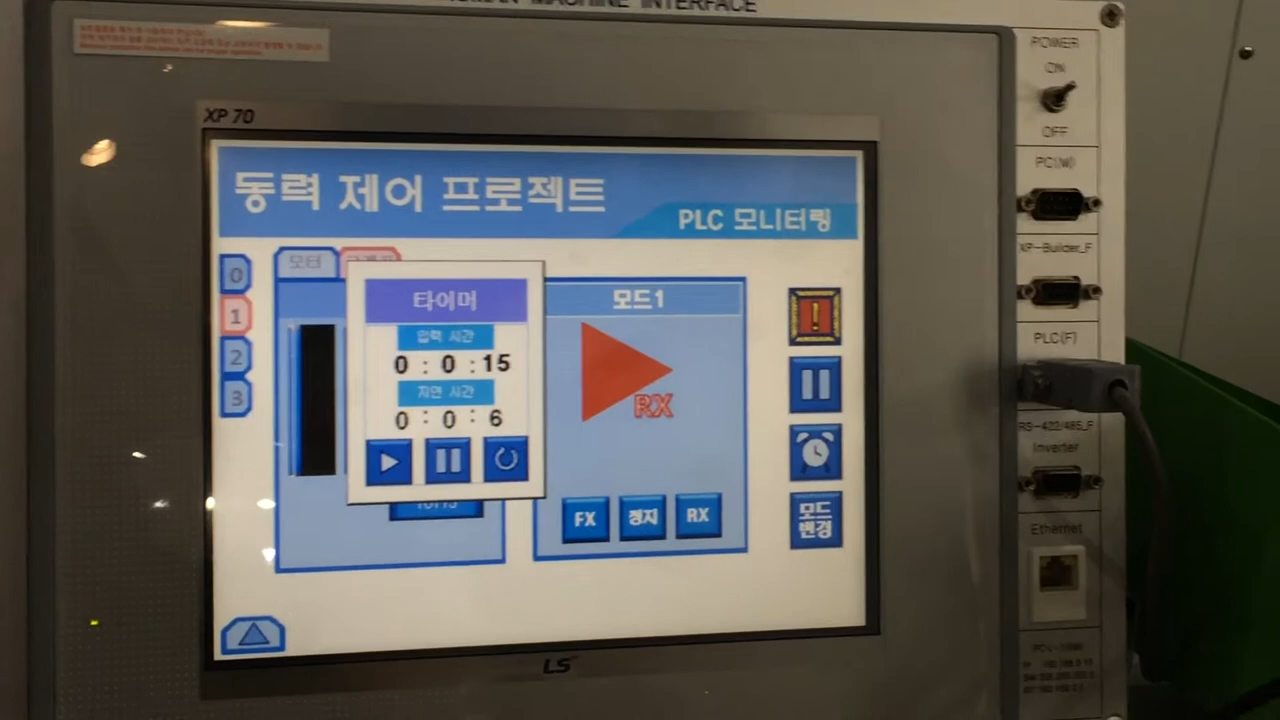 MACHINE INTERFACE
XP 70
동력 제어 프로젝트
PLC 모니터링
0
1
2
3
모터
타이머
입력 시간
0 : 0 : 15
지연 시간
0 : 0 : 6
모드1
RX
FX
정지
RX
모드
변경
LS
POWER
ON
OFF
PC(W)
XP-Builder_F
PLC(F)
RS-422/485_F
Inverter
Ethernet